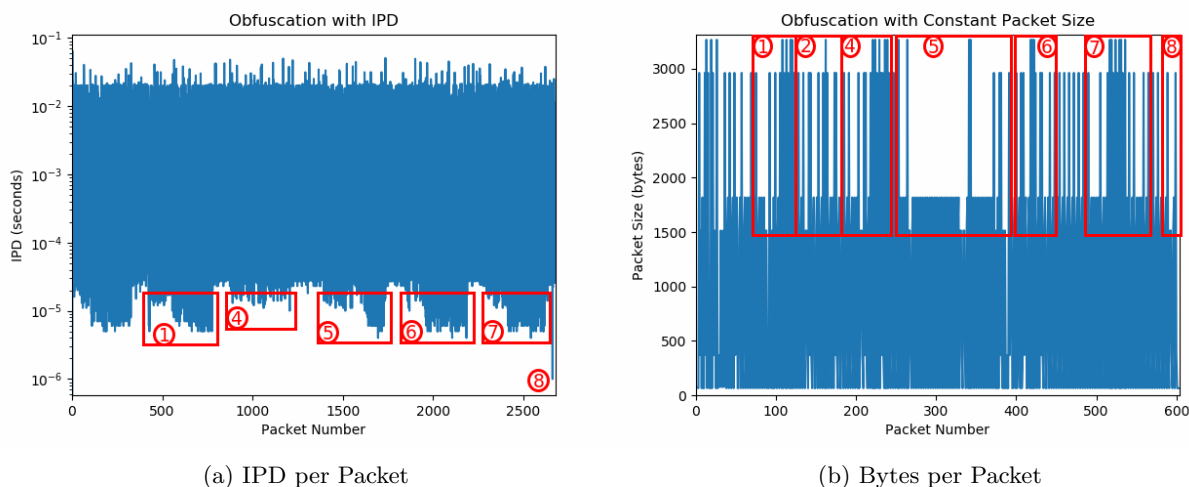 Obfuscation with IPD
IPD (seconds)
10⁻¹
10⁻²
10⁻³
10⁻⁴
10⁻⁵
10⁻⁶
1
4
5
6
7
8
0 500 1000 1500 2000 2500
Packet Number
(a) IPD per Packet
Obfuscation with Constant Packet Size
Packet Size (bytes)
3000
2500
2000
1500
1000
500
0
1 2 4 5 6 7 8
0 100 200 300 400 500 600
Packet Number
(b) Bytes per Packet